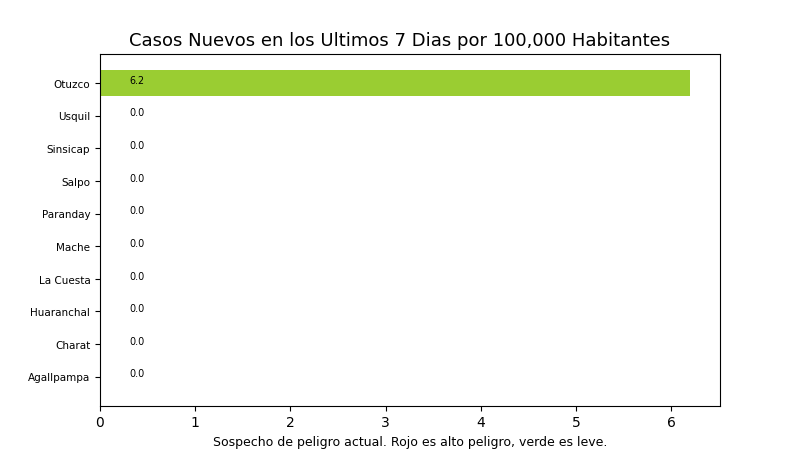 Casos Nuevos en los Ultimos 7 Dias por 100,000 Habitantes
Otuzco 6.2
Usquil 0.0
Sinsicap 0.0
Salpo 0.0
Paranday 0.0
Mache 0.0
La Cuesta 0.0
Huaranchal 0.0
Charat 0.0
Agallpampa 0.0
0 1 2 3 4 5 6
Sospecho de peligro actual. Rojo es alto peligro, verde es leve.